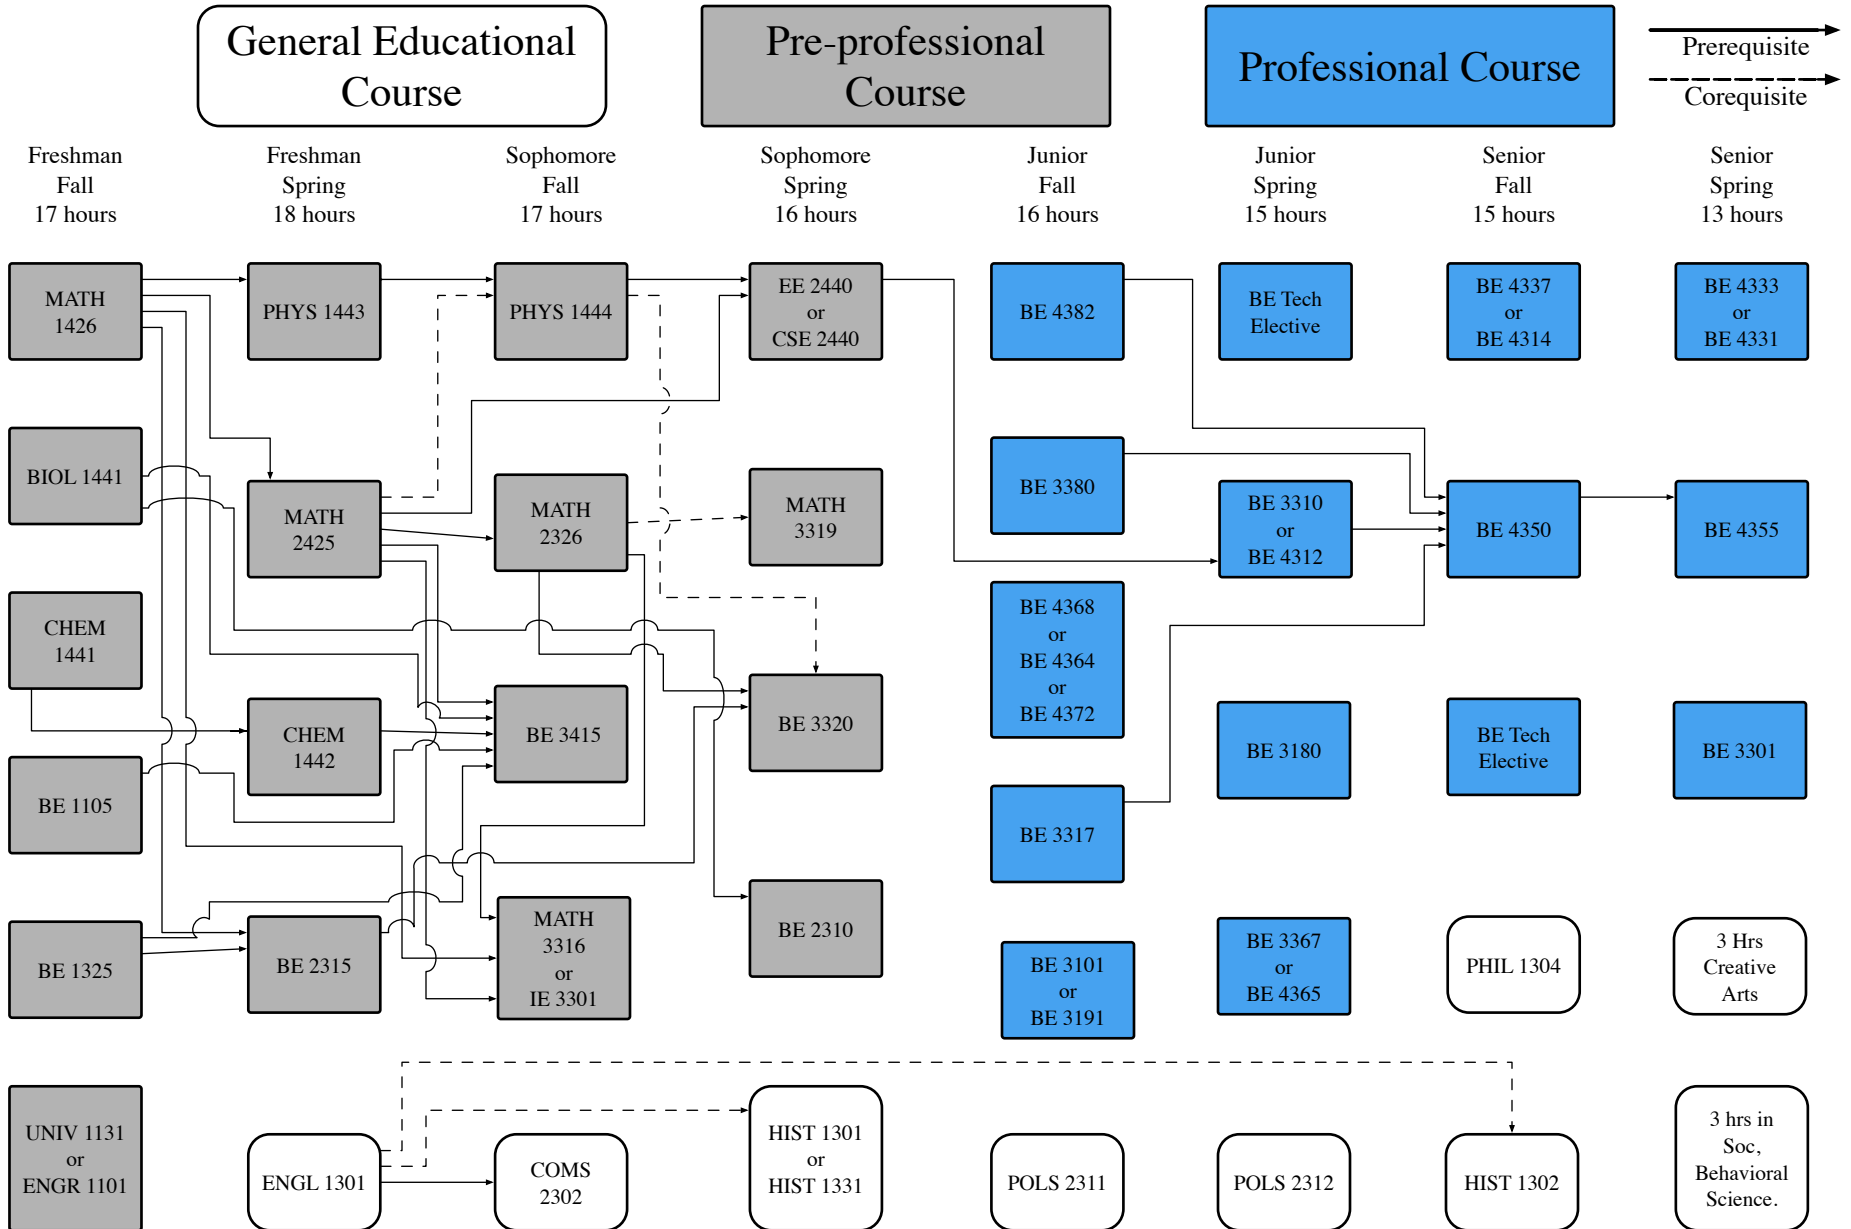 General Educational
Course
Pre-professional
Course
Professional Course
Prerequisite
Corequisite
Freshman
Fall
17 hours
Freshman
Spring
18 hours
Sophomore
Fall
17 hours
Sophomore
Spring
16 hours
Junior
Fall
16 hours
Junior
Spring
15 hours
Senior
Fall
15 hours
Senior
Spring
13 hours
MATH
1426
PHYS 1443
PHYS 1444
EE 2440
or
CSE 2440
BE 4382
BE Tech
Elective
BE 4337
or
BE 4314
BE 4333
or
BE 4331
BIOL 1441
MATH
2425
MATH
2326
MATH
3319
BE 3380
BE 3310
or
BE 4312
BE 4350
BE 4355
CHEM
1441
CHEM
1442
BE 3415
BE 3320
BE 4368
or
BE 4364
or
BE 4372
BE 3180
BE Tech
Elective
BE 3301
BE 1105
BE 3317
BE 1325
BE 2315
MATH
3316
or
IE 3301
BE 2310
BE 3101
or
BE 3191
BE 3367
or
BE 4365
PHIL 1304
3 Hrs
Creative
Arts
UNIV 1131
or
ENGR 1101
ENGL 1301
COMS
2302
HIST 1301
or
HIST 1331
POLS 2311
POLS 2312
HIST 1302
3 hrs in
Soc,
Behavioral
Science.